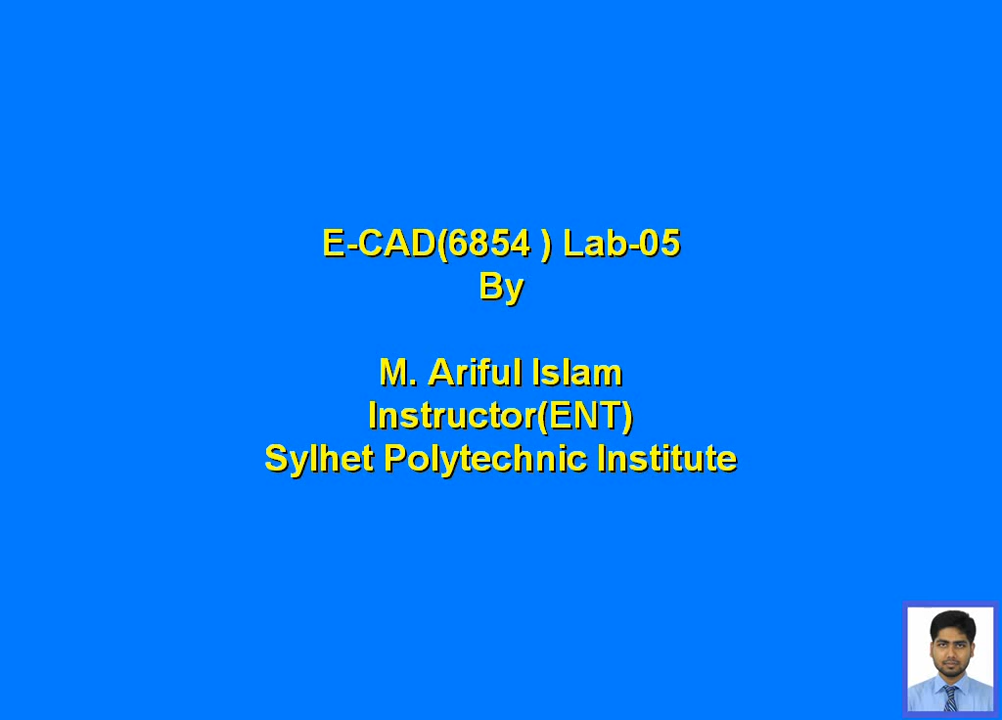 E-CAD(6854 ) Lab-05
By
M. Ariful Islam
Instructor(ENT)
Sylhet Polytechnic Institute